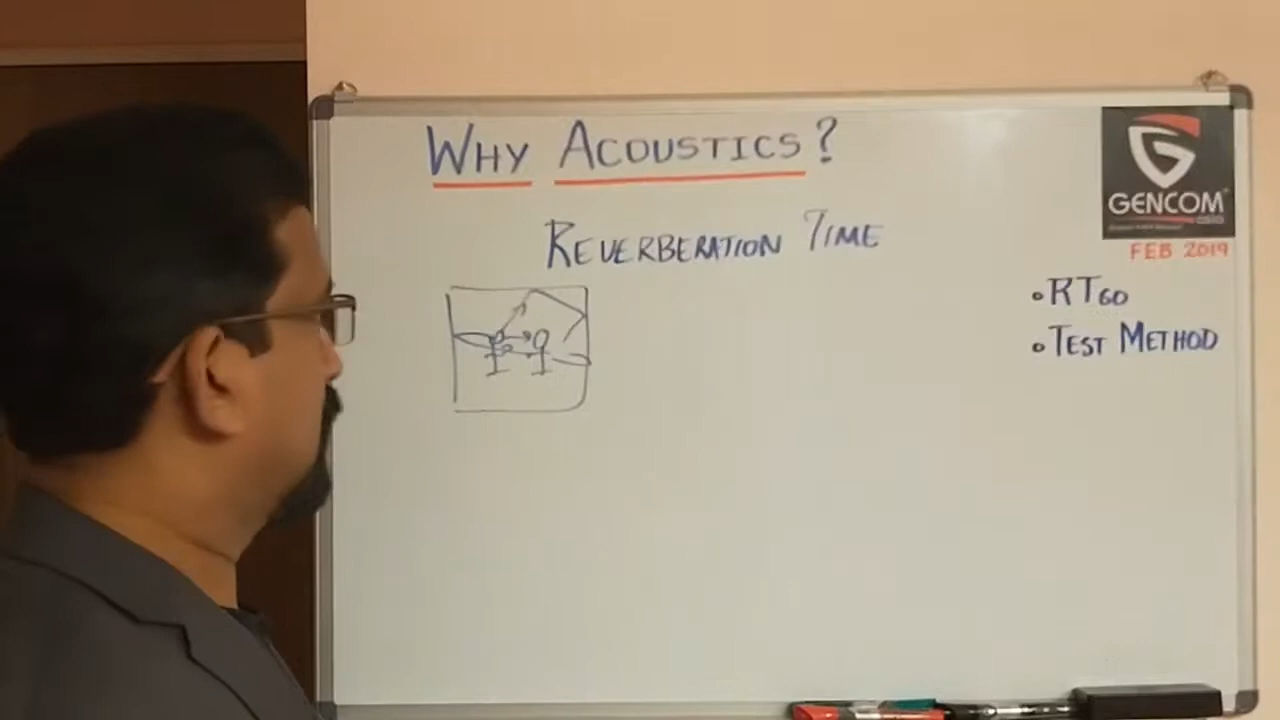 WHY ACOUSTICS?
GENCOM
FEB 2019
REVERBERATION TIME
• RT60
• TEST METHOD